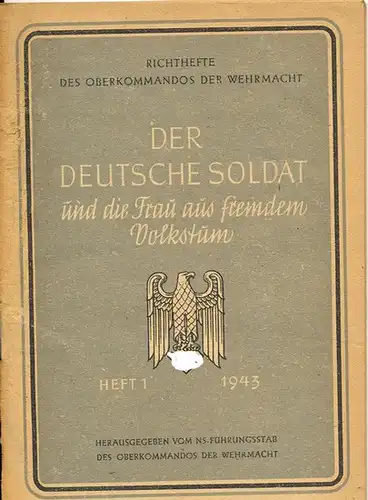 RICHTHEFTE
DES OBERKOMMANDOS DER WEHRMACHT
DER
DEUTSCHE SOLDAT
und die Frau aus fremdem
Volkstum
HEFT 1 1943
HERAUSGEGEBEN VOM NS.-FÜHRUNGSSTAB
DES OBERKOMMANDOS DER WEHRMACHT